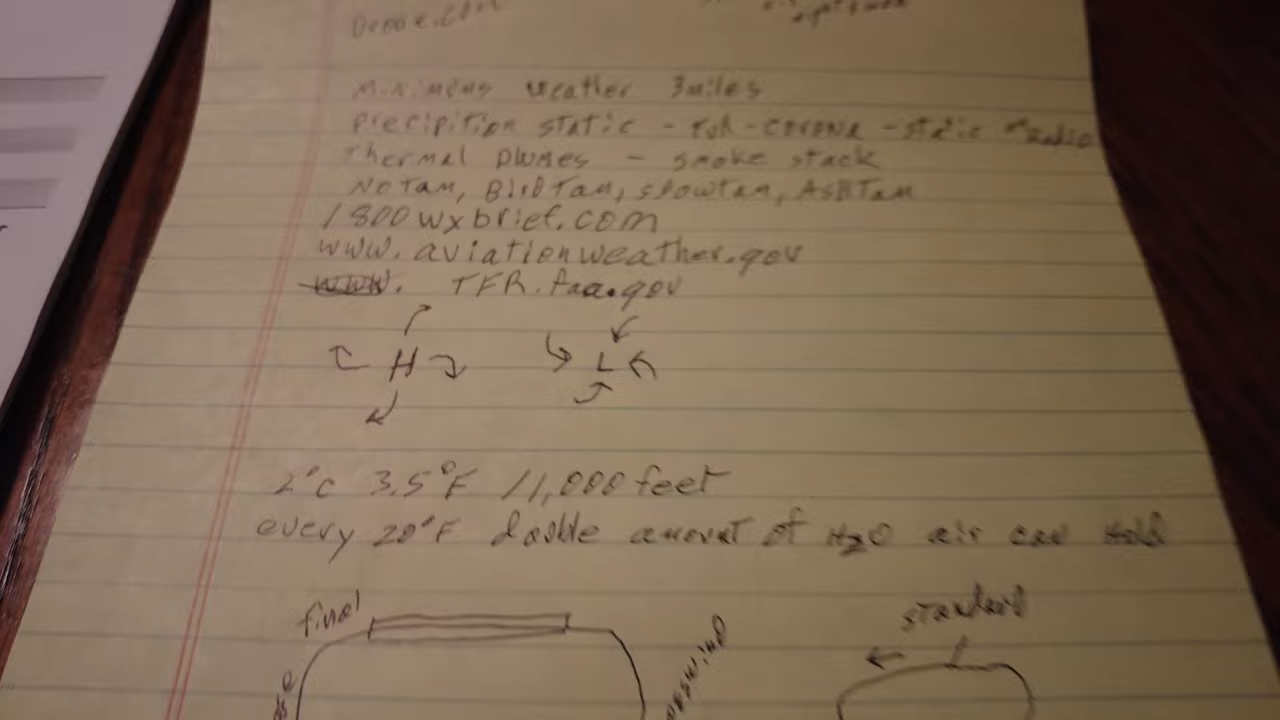 Minimums weather 3miles
precipition static - - corona - static radio
Thermal plumes - smoke stack
NoTam, BirdTam, snowtam, AshTam
1800wxbrief.com
www.aviationweather.gov
www. TFR.faa.gov
H L
2°c 3.5°F /1,000 feet
every 20°F double amount of H2O air can Hold
final
standard